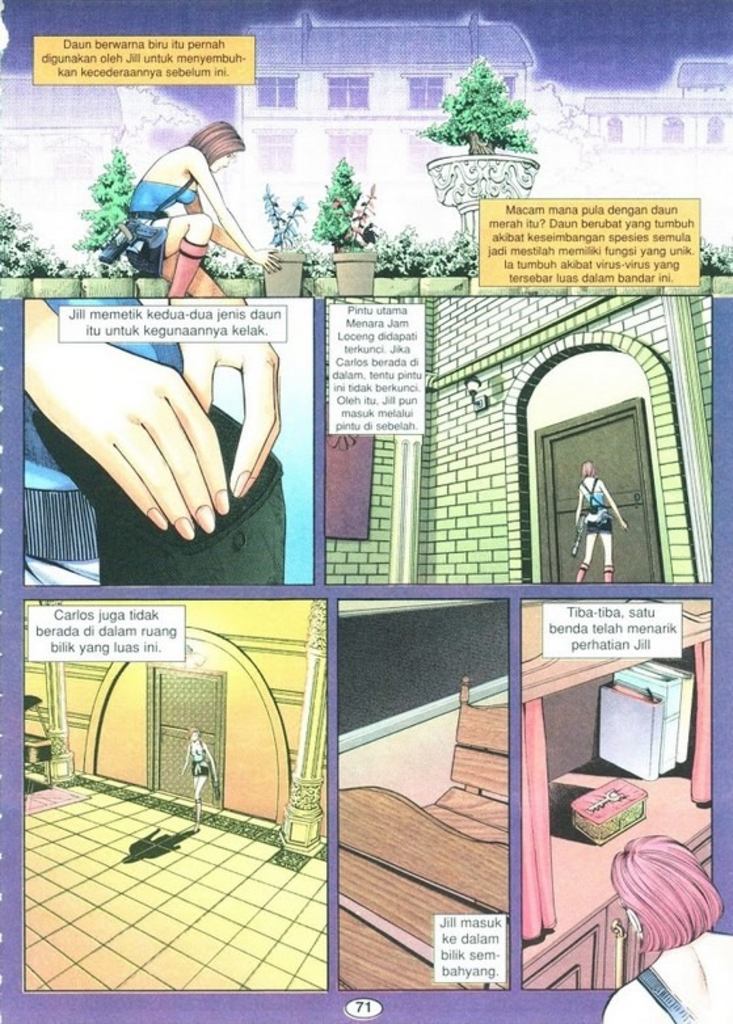 Daun berwarna biru itu pernah
digunakan oleh Jill untuk menyembuh-
kan kecederaannya sebelum ini.
Macam mana pula dengan daun
merah itu? Daun berubat yang tumbuh
akibat keseimbangan spesies semula
jadi mestilah memiliki fungsi yang unik.
Ia tumbuh akibat virus-virus yang
tersebar luas dalam bandar ini.
Jill memetik kedua-dua jenis daun
itu untuk kegunaannya kelak.
Pintu utama
Menara Jam
Loceng didapati
terkunci. Jika
Carlos berada di
dalam, tentu pintu
ini tidak berkunci.
Oleh itu, Jill pun
masuk melalui
pintu di sebelah.
Carlos juga tidak
berada di dalam ruang
bilik yang luas ini.
Jill masuk
ke dalam
bilik sem-
bahyang.
Tiba-tiba, satu
benda telah menarik
perhatian Jill
71